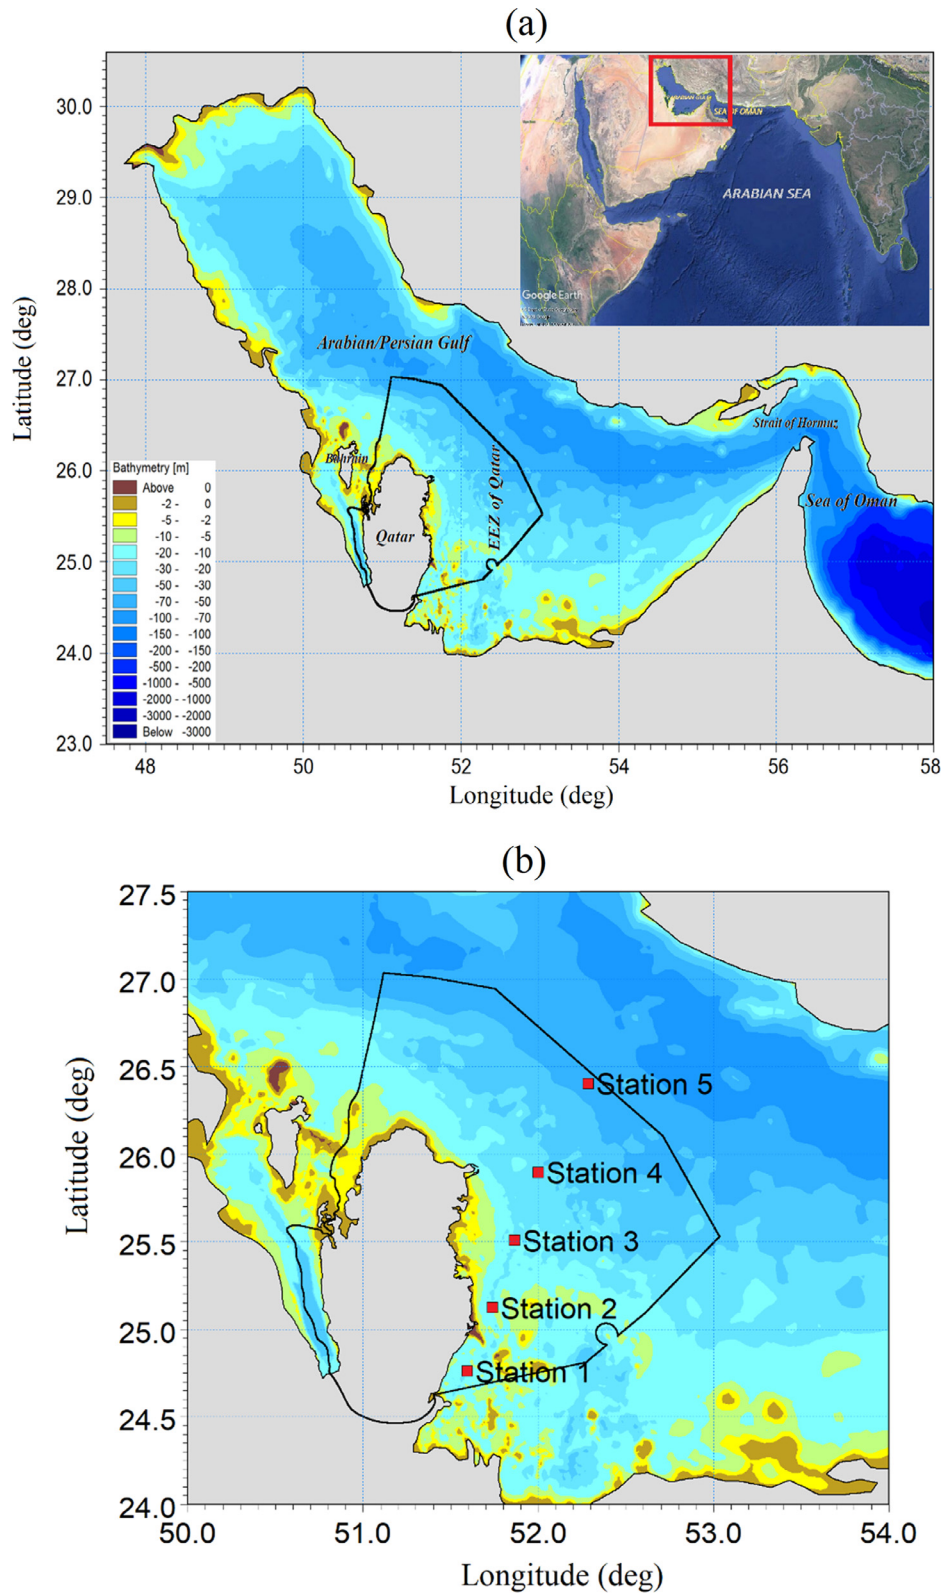 (a)
30.0
29.0
28.0
27.0
26.0
25.0
24.0
23.0
Latitude (deg)
ARABIAN GULF
SEA OF OMAN
ARABIAN SEA
Google Earth
Arabian/Persian Gulf
Strait of Hormuz
Bahrain
Sea of Oman
EEZ of Qatar
Qatar
Bathymetry [m]
Above 0
-2 - 0
-5 - -2
-10 - -5
-20 - -10
-30 - -20
-50 - -30
-70 - -50
-100 - -70
-150 - -100
-200 - -150
-500 - -200
-1000 - -500
-2000 - -1000
-3000 - -2000
Below -3000
48 50 52 54 56 58
Longitude (deg)
(b)
27.5
27.0
26.5
26.0
25.5
25.0
24.5
24.0
Latitude (deg)
Station 5
Station 4
Station 3
Station 2
Station 1
50.0 51.0 52.0 53.0 54.0
Longitude (deg)